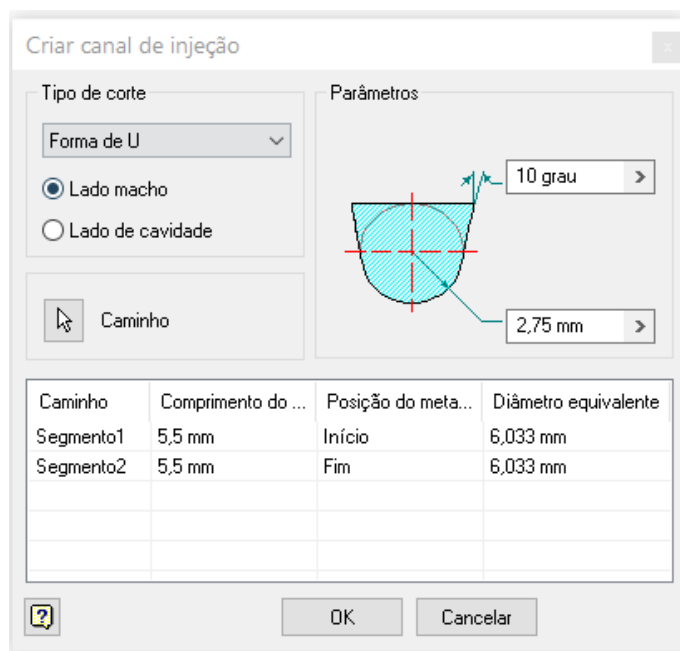 Criar canal de injeção
x
Tipo de corte
Forma de U
Lado macho
Lado de cavidade
Caminho
Parâmetros
10 grau >
2,75 mm >
Caminho Comprimento do ... Posição do meta... Diâmetro equivalente
Segmento1 5,5 mm Início 6,033 mm
Segmento2 5,5 mm Fim 6,033 mm
? OK Cancelar